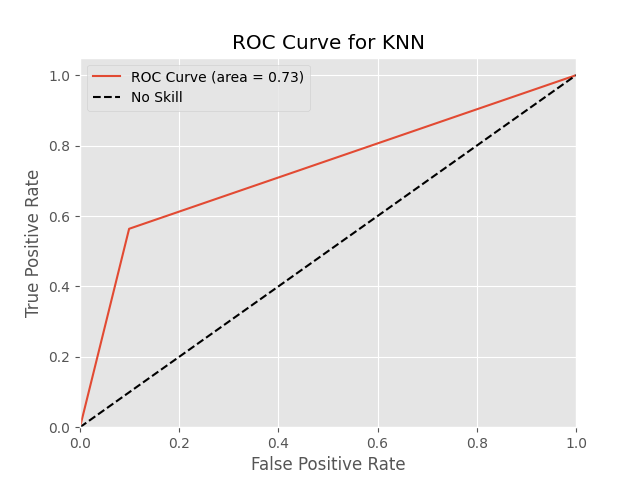 ROC Curve for KNN
ROC Curve (area = 0.73)
No Skill
True Positive Rate
1.0
0.8
0.6
0.4
0.2
0.0
0.0 0.2 0.4 0.6 0.8 1.0
False Positive Rate